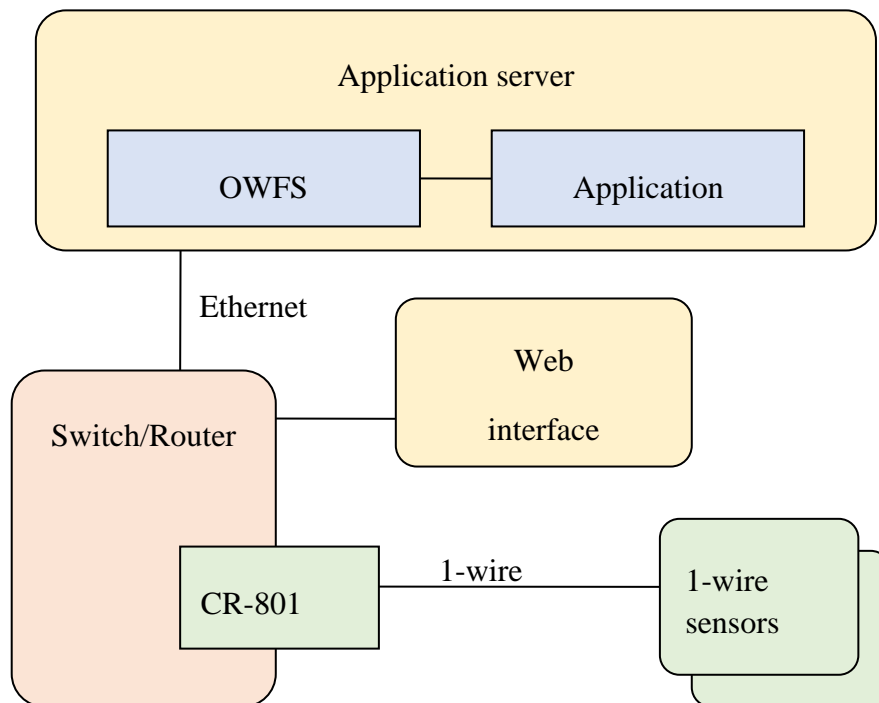 Application server
OWFS
Application
Ethernet
Web
interface
Switch/Router
1-wire
CR-801
1-wire
sensors